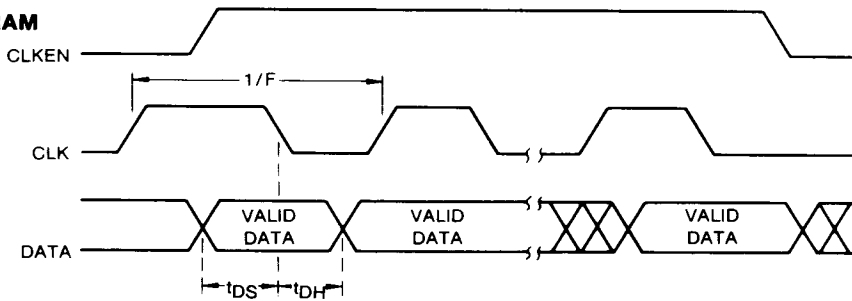 AM
CLKEN
1/F
CLK
VALID DATA
VALID DATA
VALID DATA
DATA
tDS
tDH